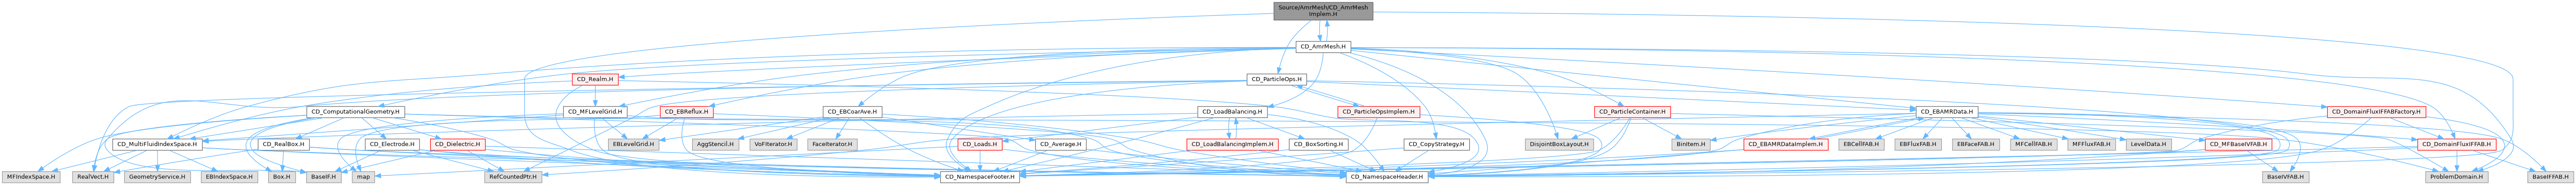 Source/AmrMesh/CD_AmrMesh
Implem.H
CD_AmrMesh.H
CD_Realm.H
CD_ParticleOps.H
CD_ComputationalGeometry.H
CD_MFLevelGrid.H
CD_EBReflux.H
CD_EBCoarAve.H
CD_LoadBalancing.H
CD_ParticleOpsImplem.H
CD_ParticleContainer.H
CD_EBAMRData.H
CD_DomainFluxIFFABFactory.H
CD_MultiFluidIndexSpace.H
CD_RealBox.H
CD_Electrode.H
CD_Dielectric.H
EBLevelGrid.H
AggStencil.H
VoFIterator.H
FaceIterator.H
CD_Average.H
CD_Loads.H
CD_LoadBalancingImplem.H
CD_BoxSorting.H
CD_CopyStrategy.H
DisjointBoxLayout.H
BinItem.H
CD_EBAMRDataImplem.H
EBCellFAB.H
EBFluxFAB.H
EBFaceFAB.H
MFCellFAB.H
MFFluxFAB.H
LevelData.H
CD_MFBaseIVFAB.H
CD_DomainFluxIFFAB.H
MFIndexSpace.H
RealVect.H
GeometryService.H
EBIndexSpace.H
Box.H
BaseIF.H
map
RefCountedPtr.H
CD_NamespaceFooter.H
CD_NamespaceHeader.H
BaseIVFAB.H
ProblemDomain.H
BaseIFFAB.H